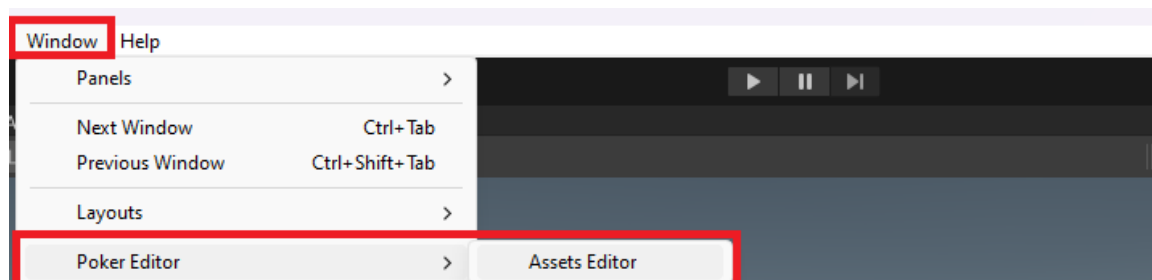 Window Help
Panels
Next Window Ctrl+Tab
Previous Window Ctrl+Shift+Tab
Layouts
Poker Editor Assets Editor